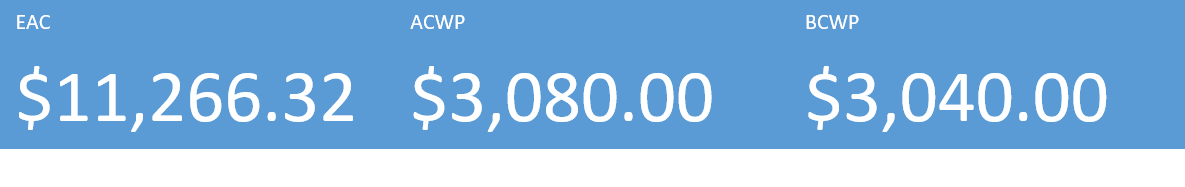 EAC ACWP BCWP
$11,266.32 $3,080.00 $3,040.00